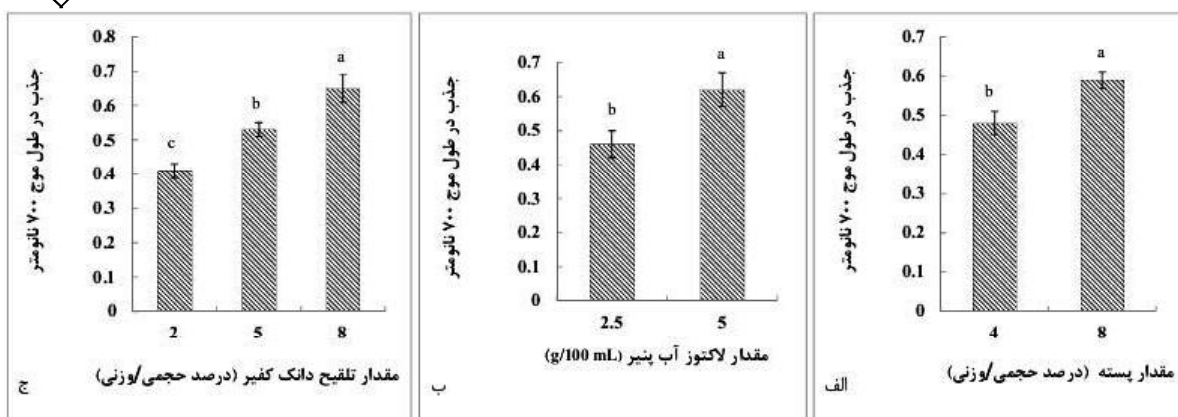 جذب در طول موج ۷۰۰ نانومتر
0.7
0.6
0.5
0.4
0.3
0.2
0.1
0
b
a
4
8
مقدار پسته (درصد حجمی/وزنی)
الف
جذب در طول موج ۷۰۰ نانومتر
0.7
0.6
0.5
0.4
0.3
0.2
0.1
0
b
a
2.5
5
مقدار لاکتوز آب پنیر (g/100 mL)
ب
جذب در طول موج ۷۰۰ نانومتر
0.8
0.7
0.6
0.5
0.4
0.3
0.2
0.1
0
c
b
a
2
5
8
مقدار تلقیح دانک کفیر (درصد حجمی/وزنی)
ج